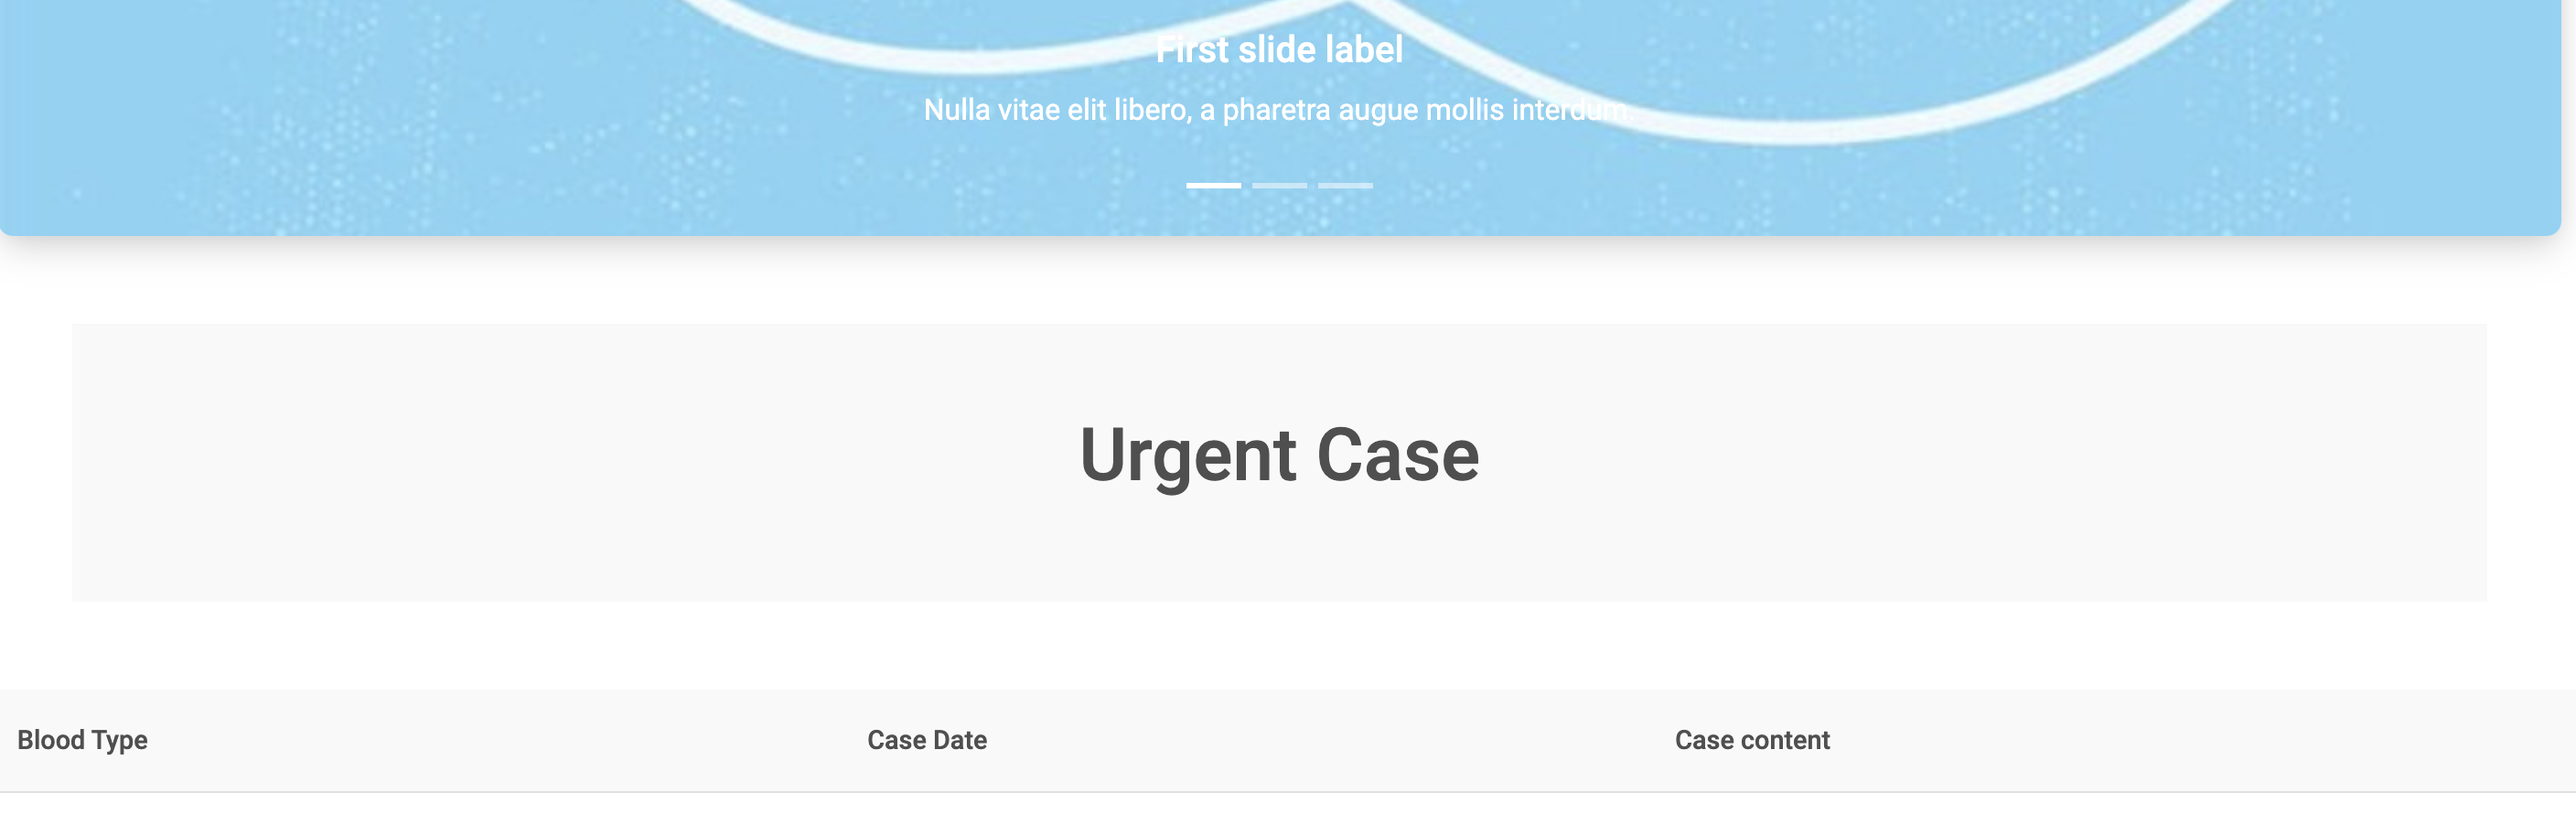 First slide label
Nulla vitae elit libero, a pharetra augue mollis interdum.
Urgent Case
Blood Type Case Date Case content